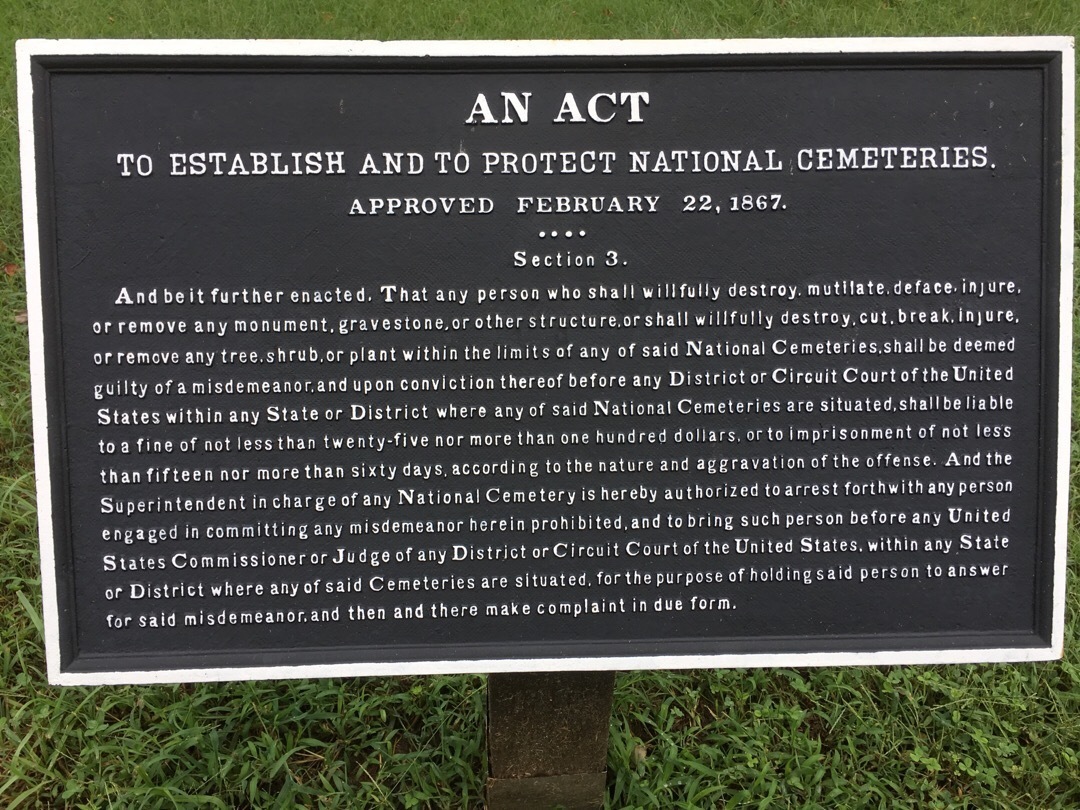 AN ACT
TO ESTABLISH AND TO PROTECT NATIONAL CEMETERIES.
APPROVED FEBRUARY 22, 1867.
....
Section 3.
And be it further enacted. That any person who shall willfully destroy, mutilate, deface, injure,
or remove any monument, gravestone, or other structure, or shall willfully destroy, cut, break, injure,
or remove any tree, shrub, or plant within the limits of any of said National Cemeteries, shall be deemed
guilty of a misdemeanor, and upon conviction thereof before any District or Circuit Court of the United
States within any State or District where any of said National Cemeteries are situated, shall be liable
to a fine of not less than twenty-five nor more than one hundred dollars, or to imprisonment of not less
than fifteen nor more than sixty days, according to the nature and aggravation of the offense. And the
Superintendent in charge of any National Cemetery is hereby authorized to arrest forthwith any person
engaged in committing any misdemeanor herein prohibited, and to bring such person before any United
States Commissioner or Judge of any District or Circuit Court of the United States, within any State
or District where any of said Cemeteries are situated, for the purpose of holding said person to answer
for said misdemeanor, and then and there make complaint in due form.